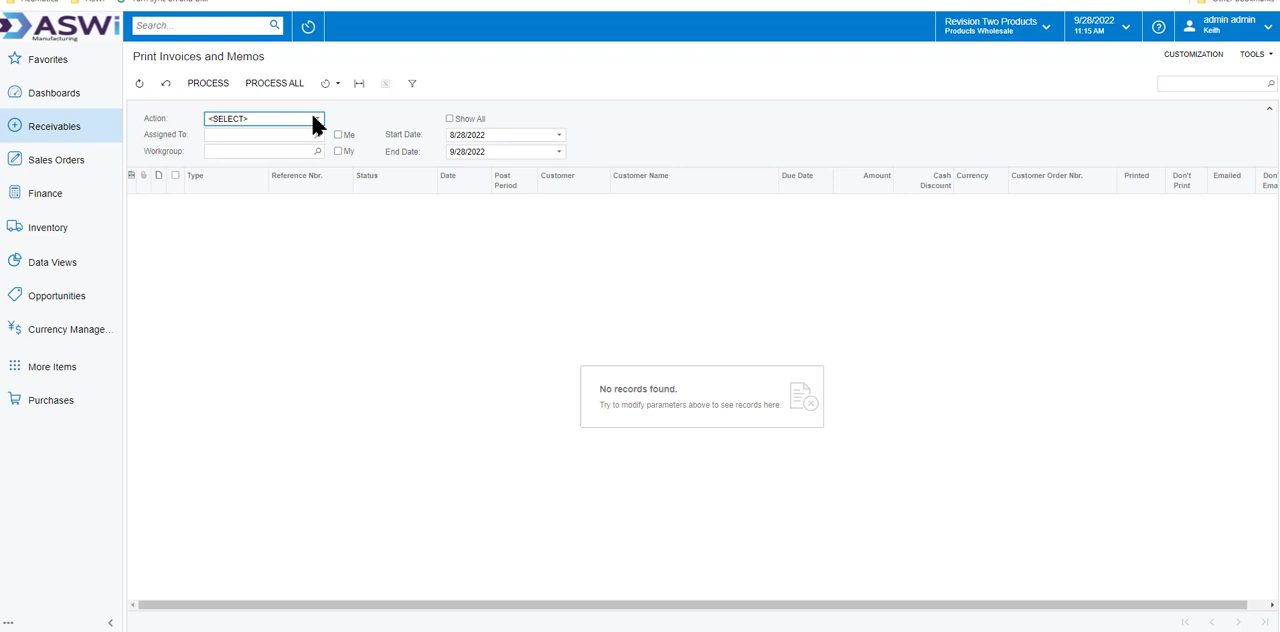 ASWi
Manufacturing
Search...
Revision Two Products
Products Wholesale
9/28/2022
11:15 AM
admin admin
Keith
Favorites
Dashboards
Receivables
Sales Orders
Finance
Inventory
Data Views
Opportunities
Currency Manage...
More Items
Purchases
Print Invoices and Memos
CUSTOMIZATION
TOOLS
PROCESS
PROCESS ALL
Action:
<SELECT>
Show All
Assigned To:
Me
Start Date:
8/28/2022
Workgroup:
My
End Date:
9/28/2022
Type
Reference Nbr.
Status
Date
Post
Period
Customer
Customer Name
Due Date
Amount
Cash
Discount
Currency
Customer Order Nbr.
Printed
Don't
Print
Emailed
No records found.
Try to modify parameters above to see records here.